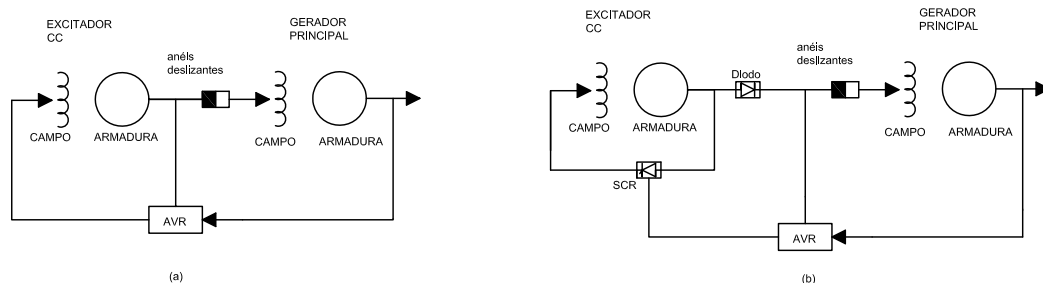 EXCITADOR
CC
GERADOR
PRINCIPAL
anéls
deslizantes
CAMPO
ARMADURA
CAMPO
ARMADURA
AVR
(a)
EXCITADOR
CC
GERADOR
PRINCIPAL
anéis
deslizantes
DIodo
CAMPO
ARMADURA
CAMPO
ARMADURA
SCR
AVR
(b)